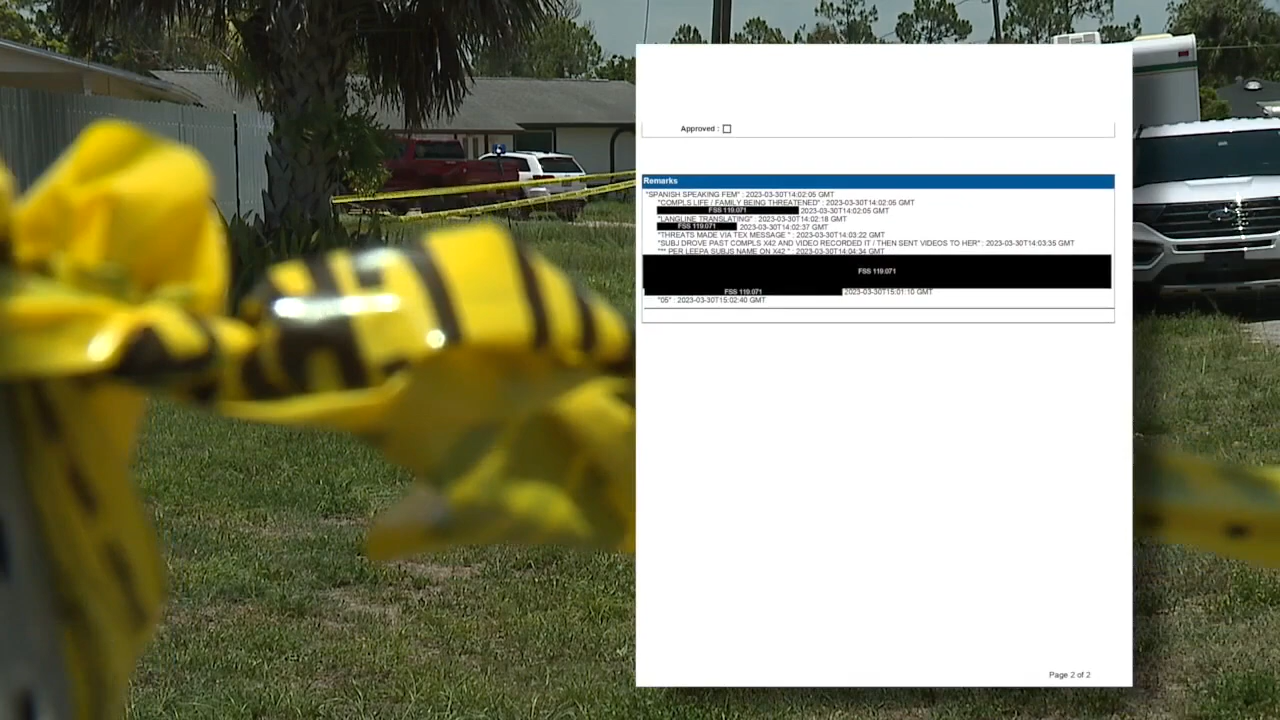 Approved :
Remarks
"SPANISH SPEAKING FEM" : 2023-03-30T14:02:05 GMT
"COMPLS LIFE / FAMILY BEING THREATENED" : 2023-03-30T14:02:05 GMT
FSS 119.071 2023-03-30T14:02:05 GMT
"LANGLINE TRANSLATING" : 2023-03-30T14:02:18 GMT
FSS 119.071 : 2023-03-30T14:02:37 GMT
"THREATS MADE VIA TEX MESSAGE " : 2023-03-30T14:03:22 GMT
"SUBJ DROVE PAST COMPLS X42 AND VIDEO RECORDED IT / THEN SENT VIDEOS TO HER" : 2023-03-30T14:03:35 GMT
"** PER LEEPA SUBJS NAME ON X42 " : 2023-03-30T14:04:34 GMT
FSS 119.071
FSS 119.071 2023-03-30T15:01:10 GMT
"05" : 2023-03-30T15:02:40 GMT
Page 2 of 2